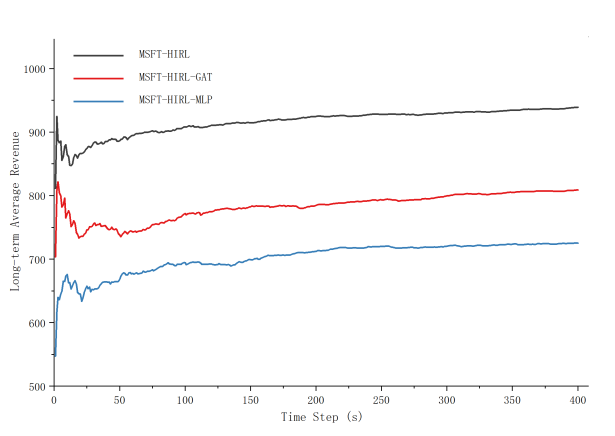 MSFT-HIRL
MSFT-HIRL-GAT
MSFT-HIRL-MLP
Long-term Average Revenue
1000
900
800
700
600
500
0 50 100 150 200 250 300 350 400
Time Step (s)